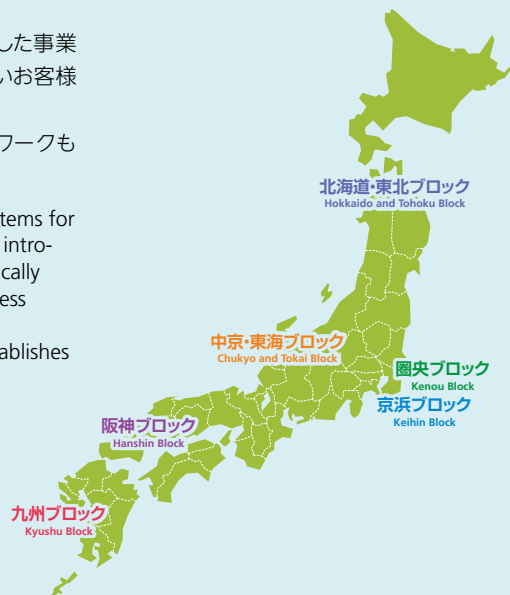 した事業
いお客様
ワークも
tems for
intro-
cally
ess
ablishes
北海道・東北ブロック
Hokkaido and Tohoku Block
中京・東海ブロック
Chukyo and Tokai Block
圏央ブロック
Kenou Block
京浜ブロック
Keihin Block
阪神ブロック
Hanshin Block
九州ブロック
Kyushu Block